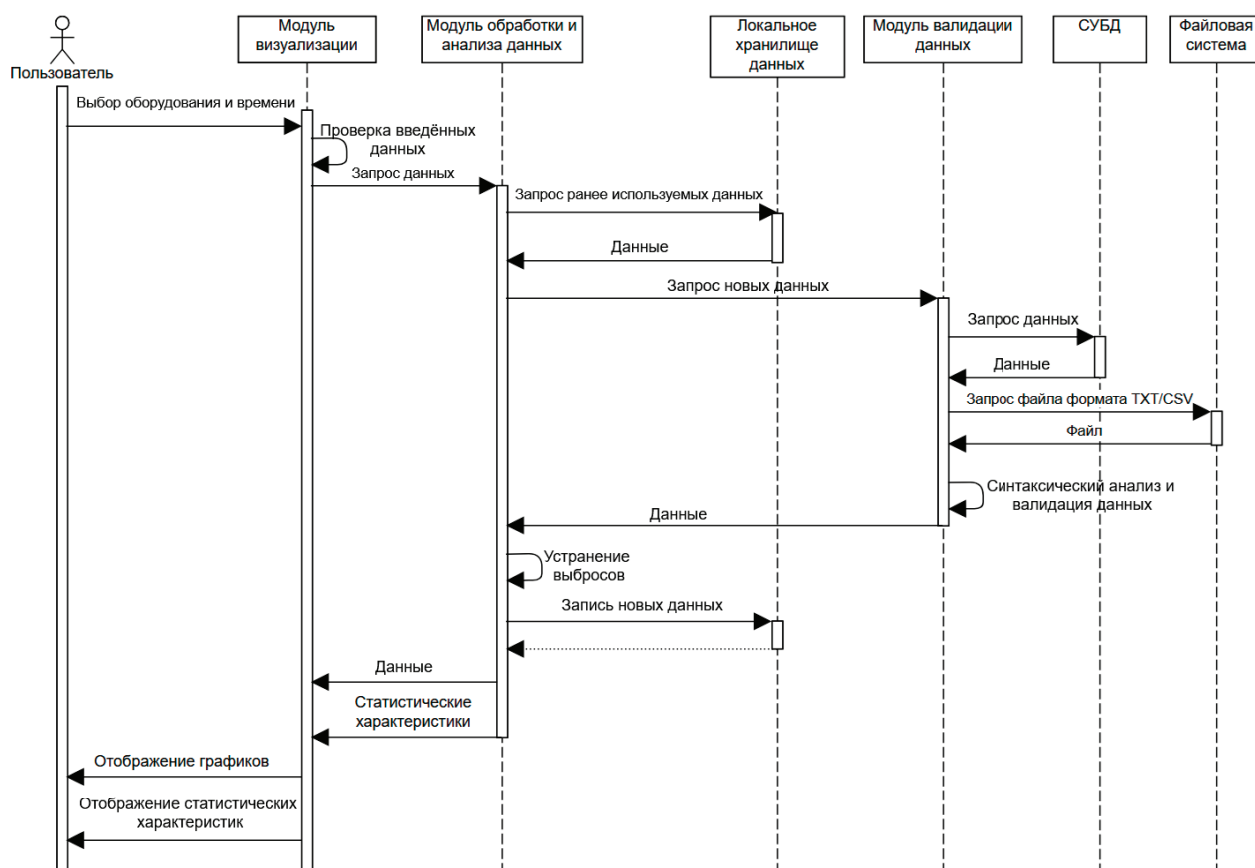 Пользователь
Модуль
визуализации
Модуль обработки и
анализа данных
Локальное
хранилище
данных
Модуль валидации
данных
СУБД
Файловая
система
Выбор оборудования и времени
Проверка введённых
данных
Запрос данных
Запрос ранее используемых данных
Данные
Запрос новых данных
Запрос данных
Данные
Запрос файла формата TXT/CSV
Файл
Синтаксический анализ и
валидация данных
Данные
Устранение
выбросов
Запись новых данных
Данные
Статистические
характеристики
Отображение графиков
Отображение статистических
характеристик